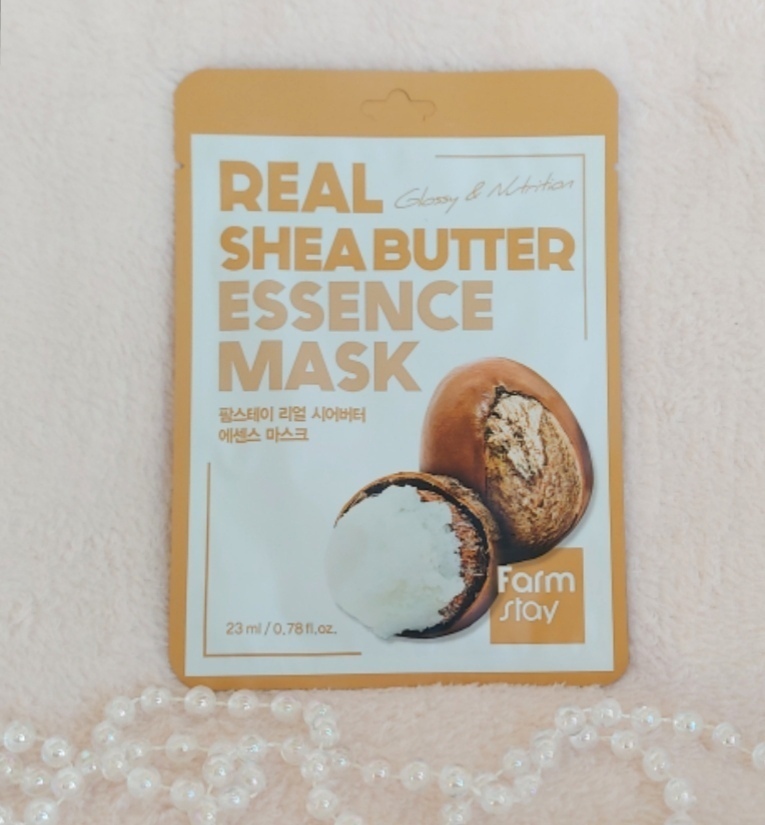 REAL Glossy & Nutrition
SHEA BUTTER
ESSENCE
MASK
팜스테이 리얼 시어버터
에센스 마스크
23 ml / 0.78 fl.oz.
Farm
stay